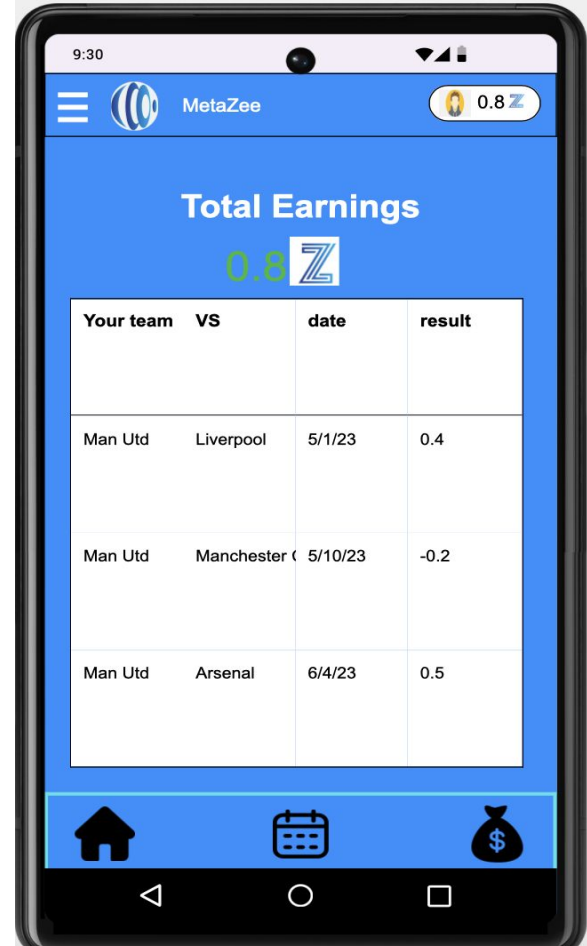 9:30
MetaZee
0.8 Z
Total Earnings
0.8 Z
Your team VS date result
Man Utd Liverpool 5/1/23 0.4
Man Utd Manchester 5/10/23 -0.2
Man Utd Arsenal 6/4/23 0.5
$